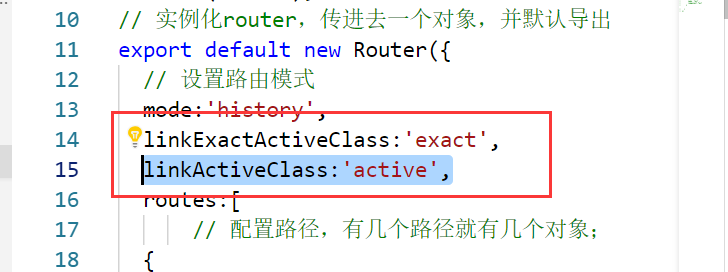 10 // 实例化router，传进去一个对象，并默认导出
11 export default new Router({
12 // 设置路由模式
13 mode:'history',
14 linkExactActiveClass:'exact',
15 linkActiveClass:'active',
16 routes:[
17 // 配置路径，有几个路径就有几个对象；
18 {